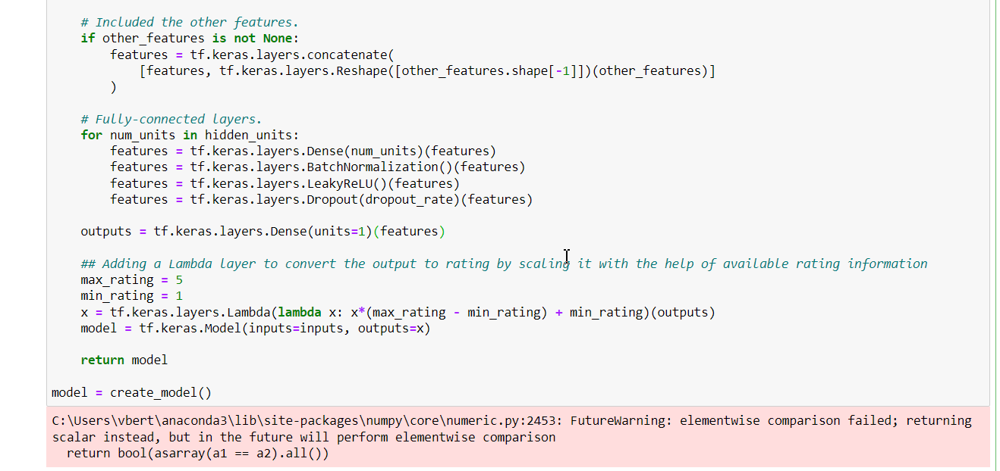 # Included the other features.
if other_features is not None:
features = tf.keras.layers.concatenate(
[features, tf.keras.layers.Reshape([other_features.shape[-1]])(other_features)]
)
# Fully-connected layers.
for num_units in hidden_units:
features = tf.keras.layers.Dense(num_units)(features)
features = tf.keras.layers.BatchNormalization()(features)
features = tf.keras.layers.LeakyReLU()(features)
features = tf.keras.layers.Dropout(dropout_rate)(features)
outputs = tf.keras.layers.Dense(units=1)(features)
## Adding a Lambda layer to convert the output to rating by scaling it with the help of available rating information
max_rating = 5
min_rating = 1
x = tf.keras.layers.Lambda(lambda x: x*(max_rating - min_rating) + min_rating)(outputs)
model = tf.keras.Model(inputs=inputs, outputs=x)
return model
model = create_model()
C:\Users\vbert\anaconda3\lib\site-packages\numpy\core\numeric.py:2453: FutureWarning: elementwise comparison failed; returning
scalar instead, but in the future will perform elementwise comparison
return bool(asarray(a1 == a2).all())